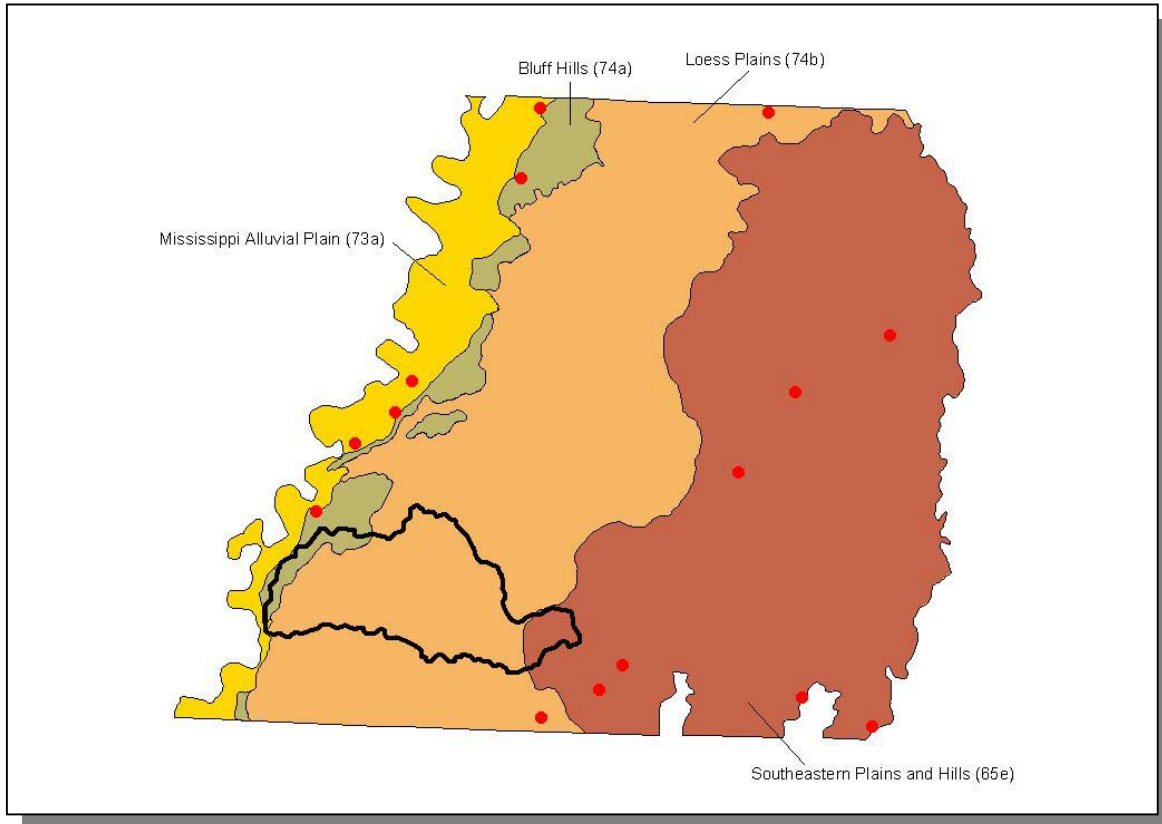 Bluff Hills (74a)
Loess Plains (74b)
Mississippi Alluvial Plain (73a)
Southeastern Plains and Hills (65e)